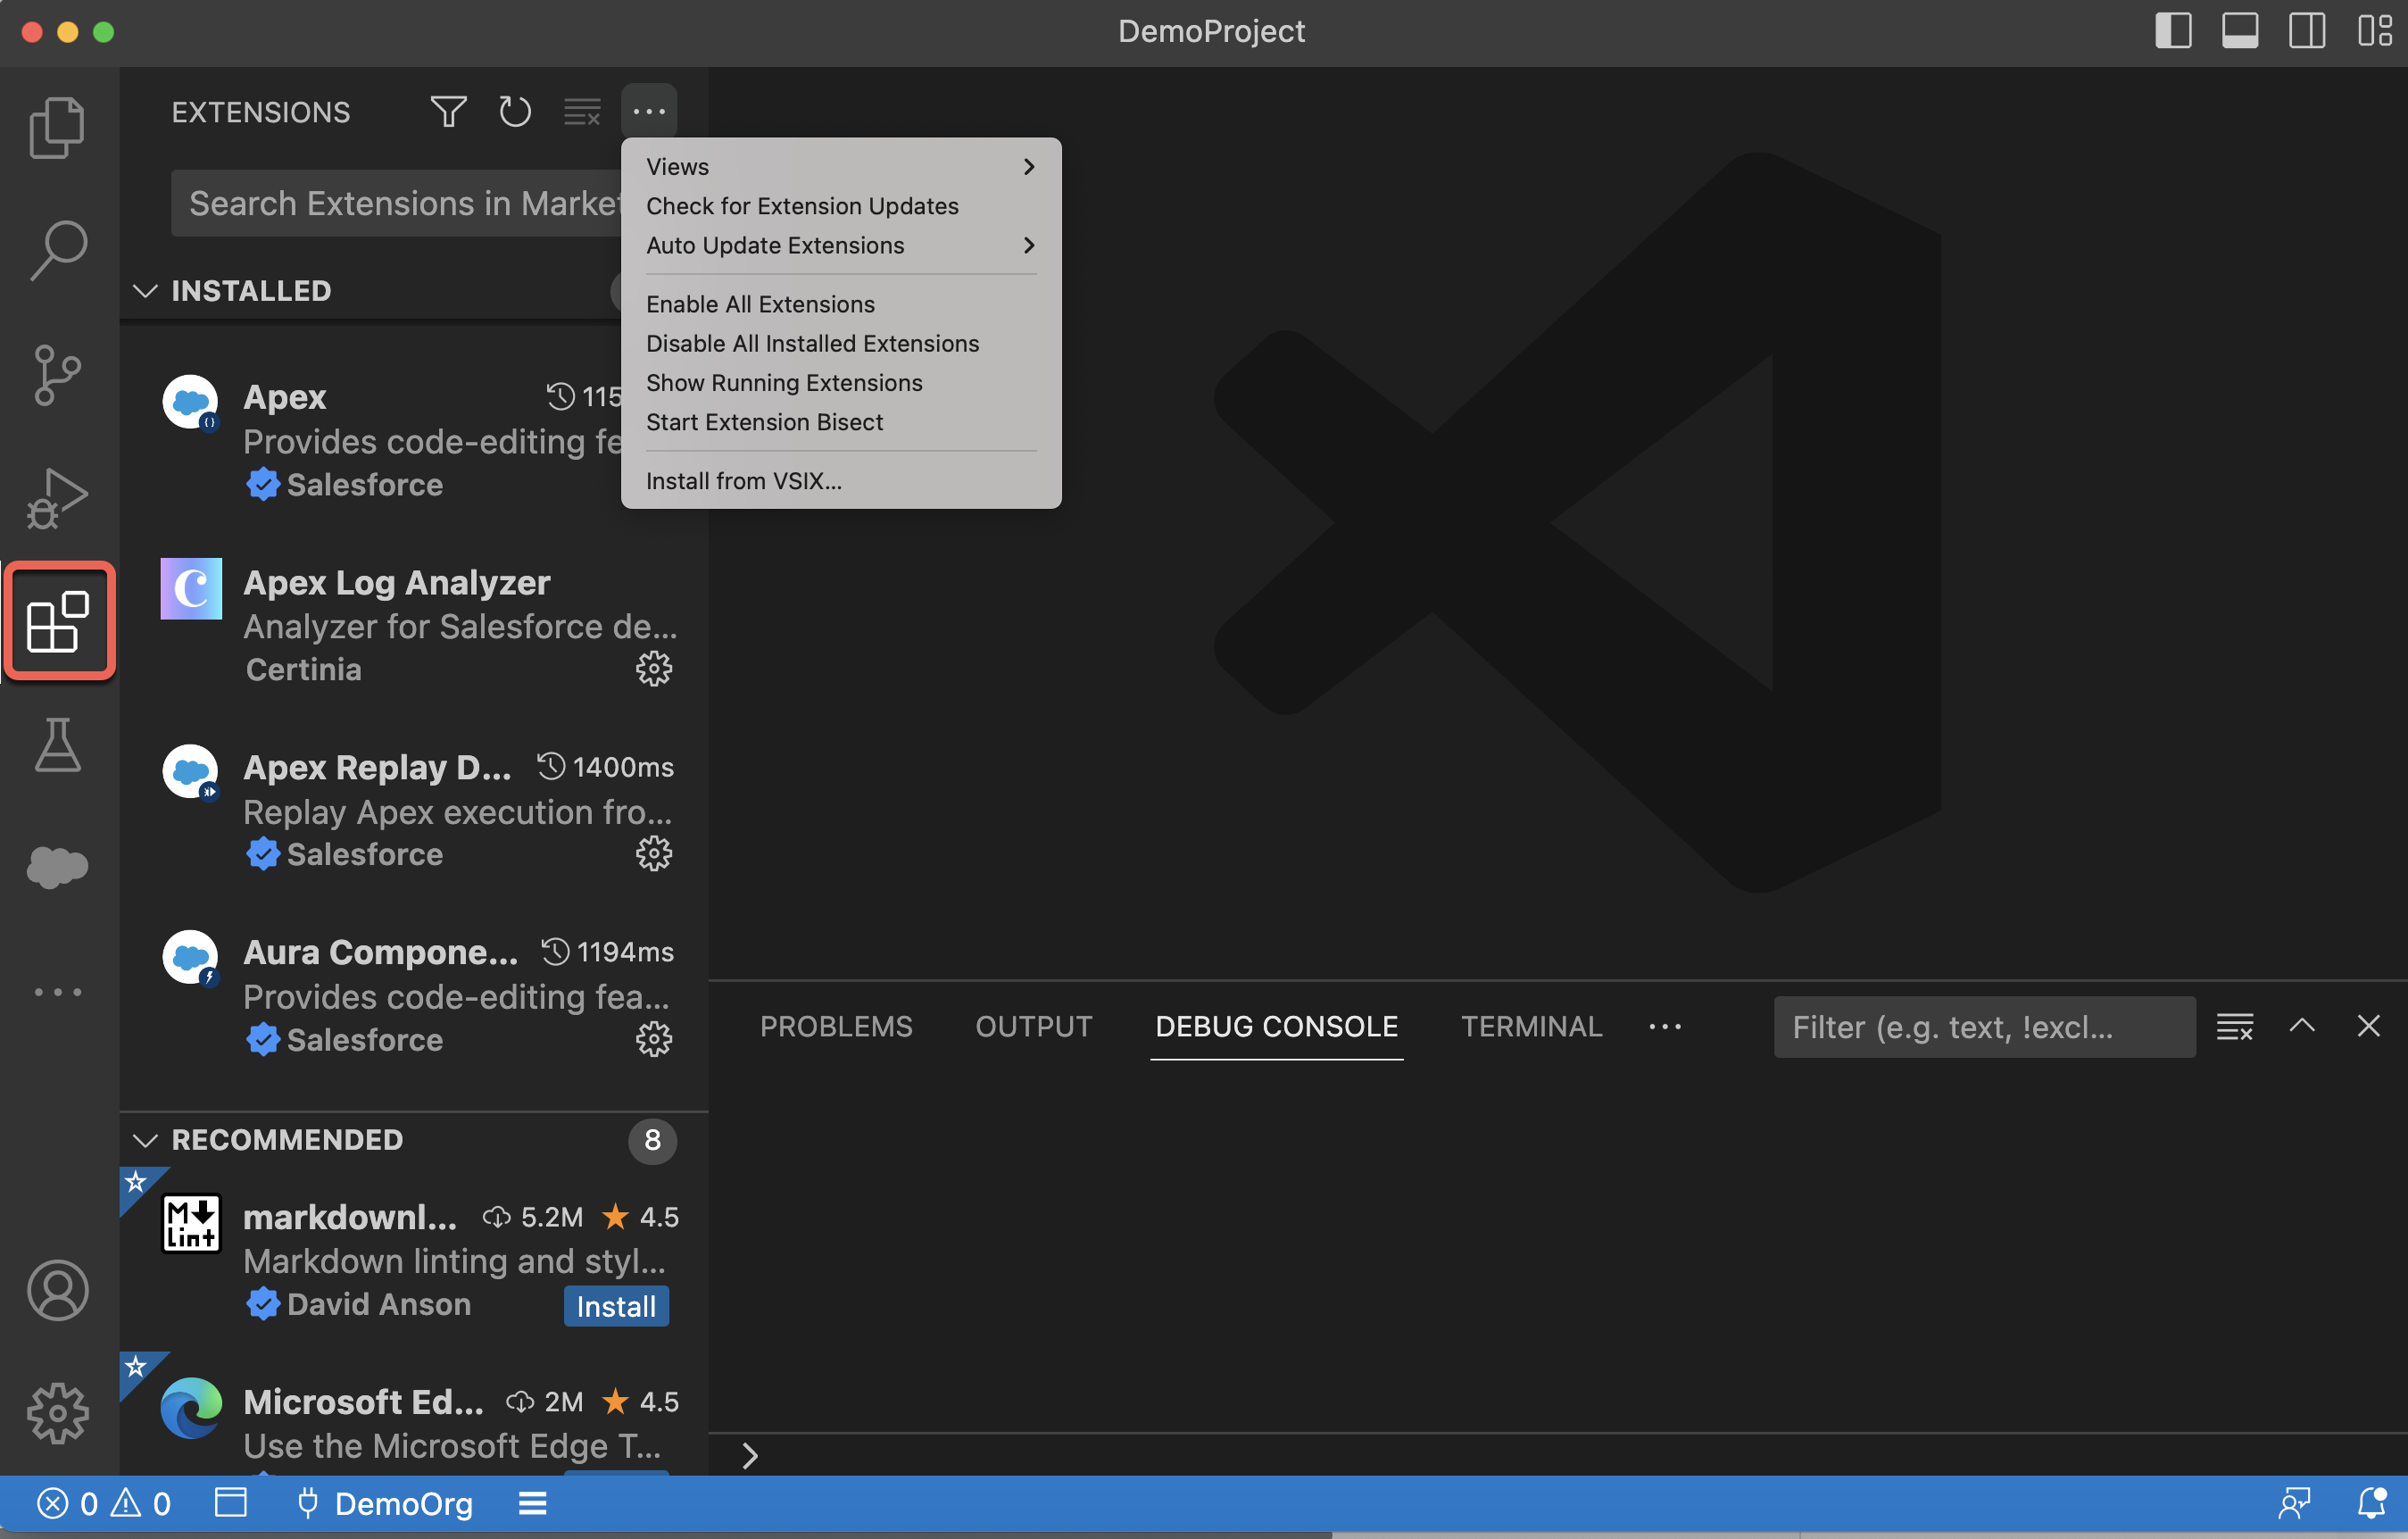 DemoProject
EXTENSIONS
Search Extensions in Market
INSTALLED
Views
Check for Extension Updates
Auto Update Extensions
Enable All Extensions
Disable All Installed Extensions
Show Running Extensions
Start Extension Bisect
Install from VSIX...
Apex 115
Provides code-editing fe
Salesforce
Apex Log Analyzer
Analyzer for Salesforce de...
Certinia
Apex Replay D... 1400ms
Replay Apex execution fro...
Salesforce
Aura Compone... 1194ms
Provides code-editing fea...
Salesforce
RECOMMENDED 8
M lint
markdownl... 5.2M 4.5
Markdown linting and styl...
David Anson Install
Microsoft Ed... 2M 4.5
Use the Microsoft Edge T...
PROBLEMS OUTPUT DEBUG CONSOLE TERMINAL Filter (e.g. text, !excl...
0 0 DemoOrg